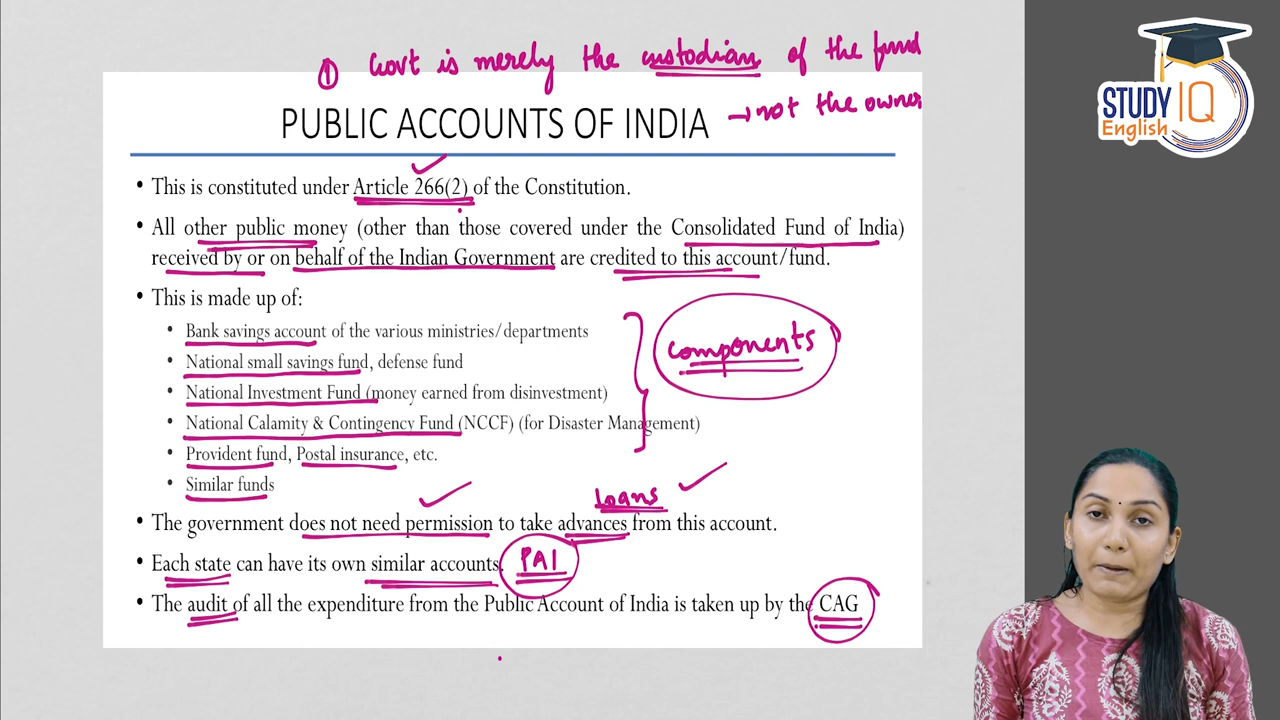 ① Govt is merely the custodian of the fund
→ not the owner
PUBLIC ACCOUNTS OF INDIA
• This is constituted under Article 266(2) of the Constitution.
• All other public money (other than those covered under the Consolidated Fund of India)
received by or on behalf of the Indian Government are credited to this account/fund.
• This is made up of:
• Bank savings account of the various ministries/departments
• National small savings fund, defense fund
• National Investment Fund (money earned from disinvestment)
• National Calamity & Contingency Fund (NCCF) (for Disaster Management)
• Provident fund, Postal insurance, etc.
• Similar funds
components
loans
• The government does not need permission to take advances from this account.
• Each state can have its own similar accounts.
PAI
• The audit of all the expenditure from the Public Account of India is taken up by the CAG
STUDY IQ
English